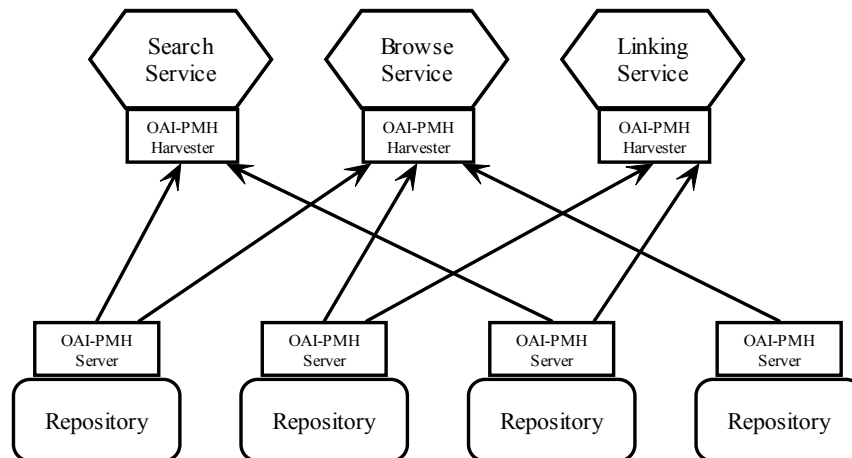 Search
Service
Browse
Service
Linking
Service
OAI-PMH
Harvester
OAI-PMH
Harvester
OAI-PMH
Harvester
OAI-PMH
Server
OAI-PMH
Server
OAI-PMH
Server
OAI-PMH
Server
Repository
Repository
Repository
Repository